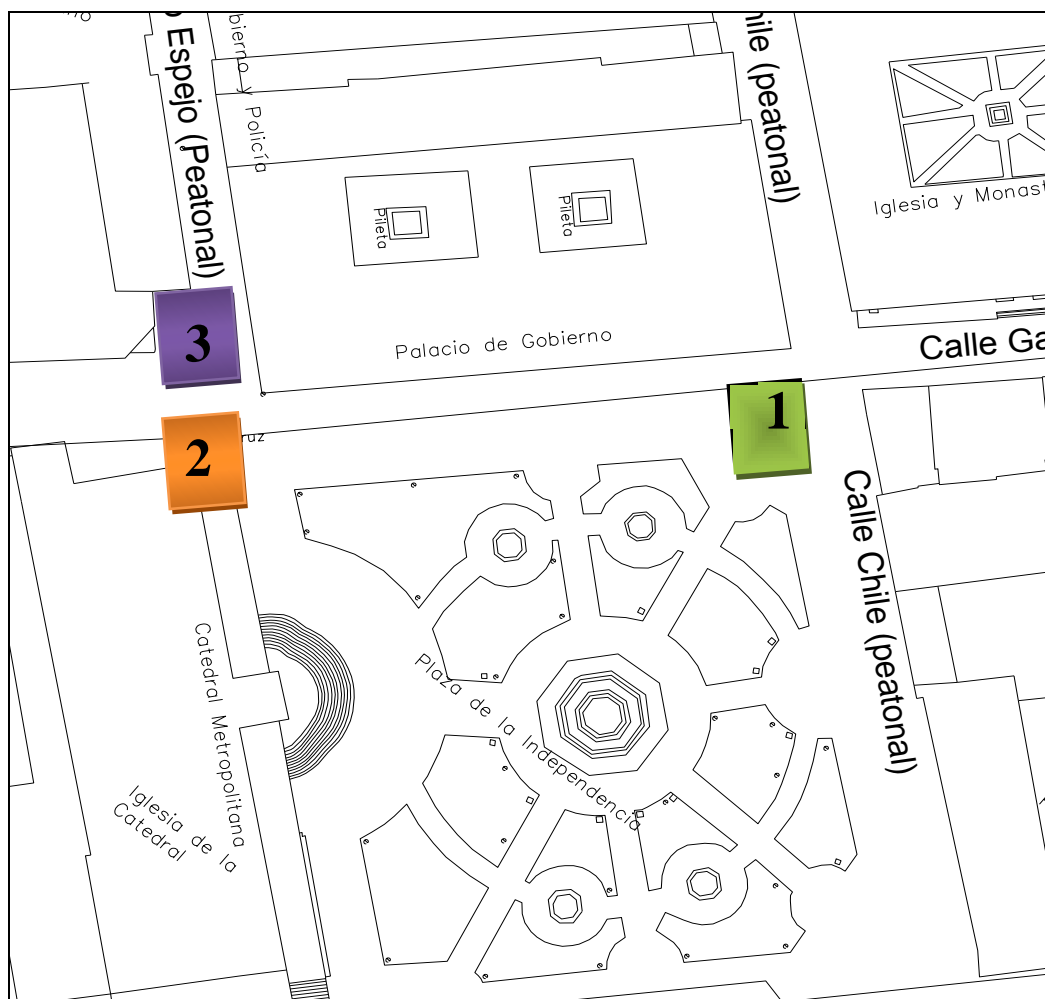 o Espejo (Peatonal)
bierno y Policía
hile (peatonal)
Pileta
Pileta
Iglesia y Monast
Palacio de Gobierno
Calle Ga
3
1
2
ruz
Calle Chile (peatonal)
Plaza de la Independencia
Catedral Metropolitana
Iglesia de la
Catedral